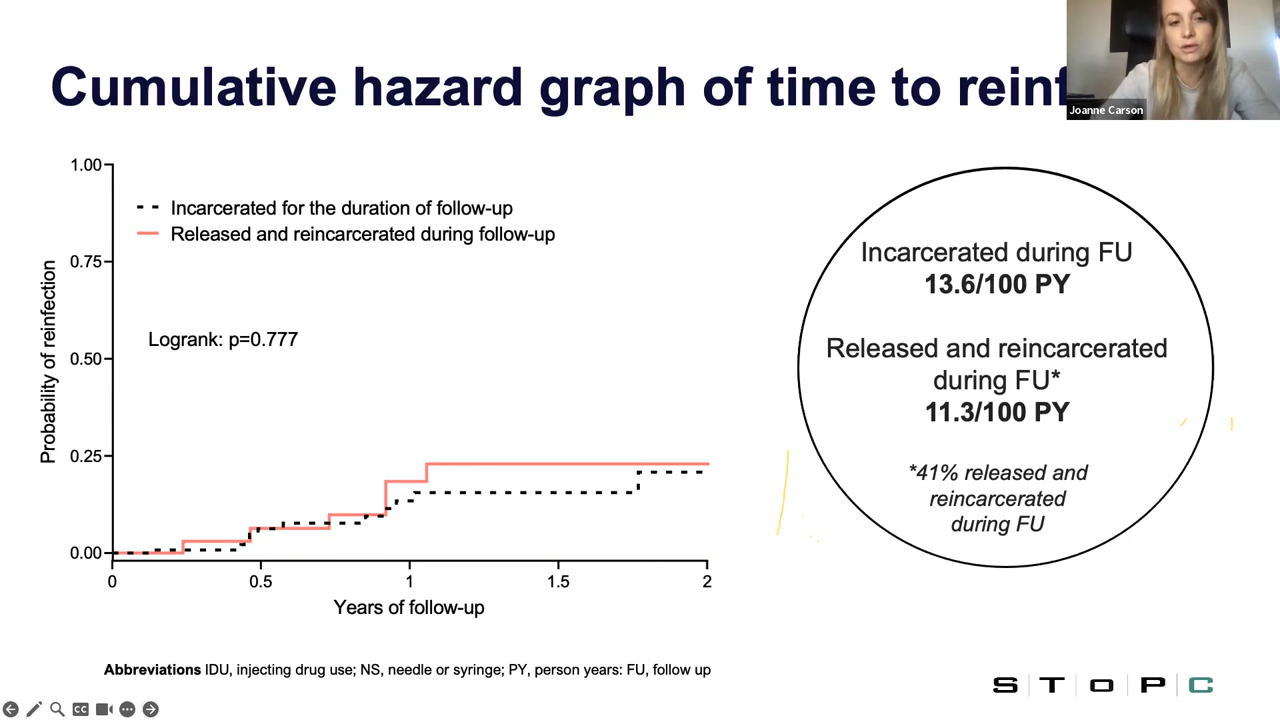 Cumulative hazard graph of time to reinf
Joanne Carson
1.00
0.75
0.50
0.25
0.00
Probability of reinfection
Incarcerated for the duration of follow-up
Released and reincarcerated during follow-up
Logrank: p=0.777
0
0.5
1
1.5
2
Years of follow-up
Incarcerated during FU
13.6/100 PY
Released and reincarcerated
during FU*
11.3/100 PY
*41% released and
reincarcerated
during FU
Abbreviations IDU, injecting drug use; NS, needle or syringe; PY, person years: FU, follow up
S T O P C
CC